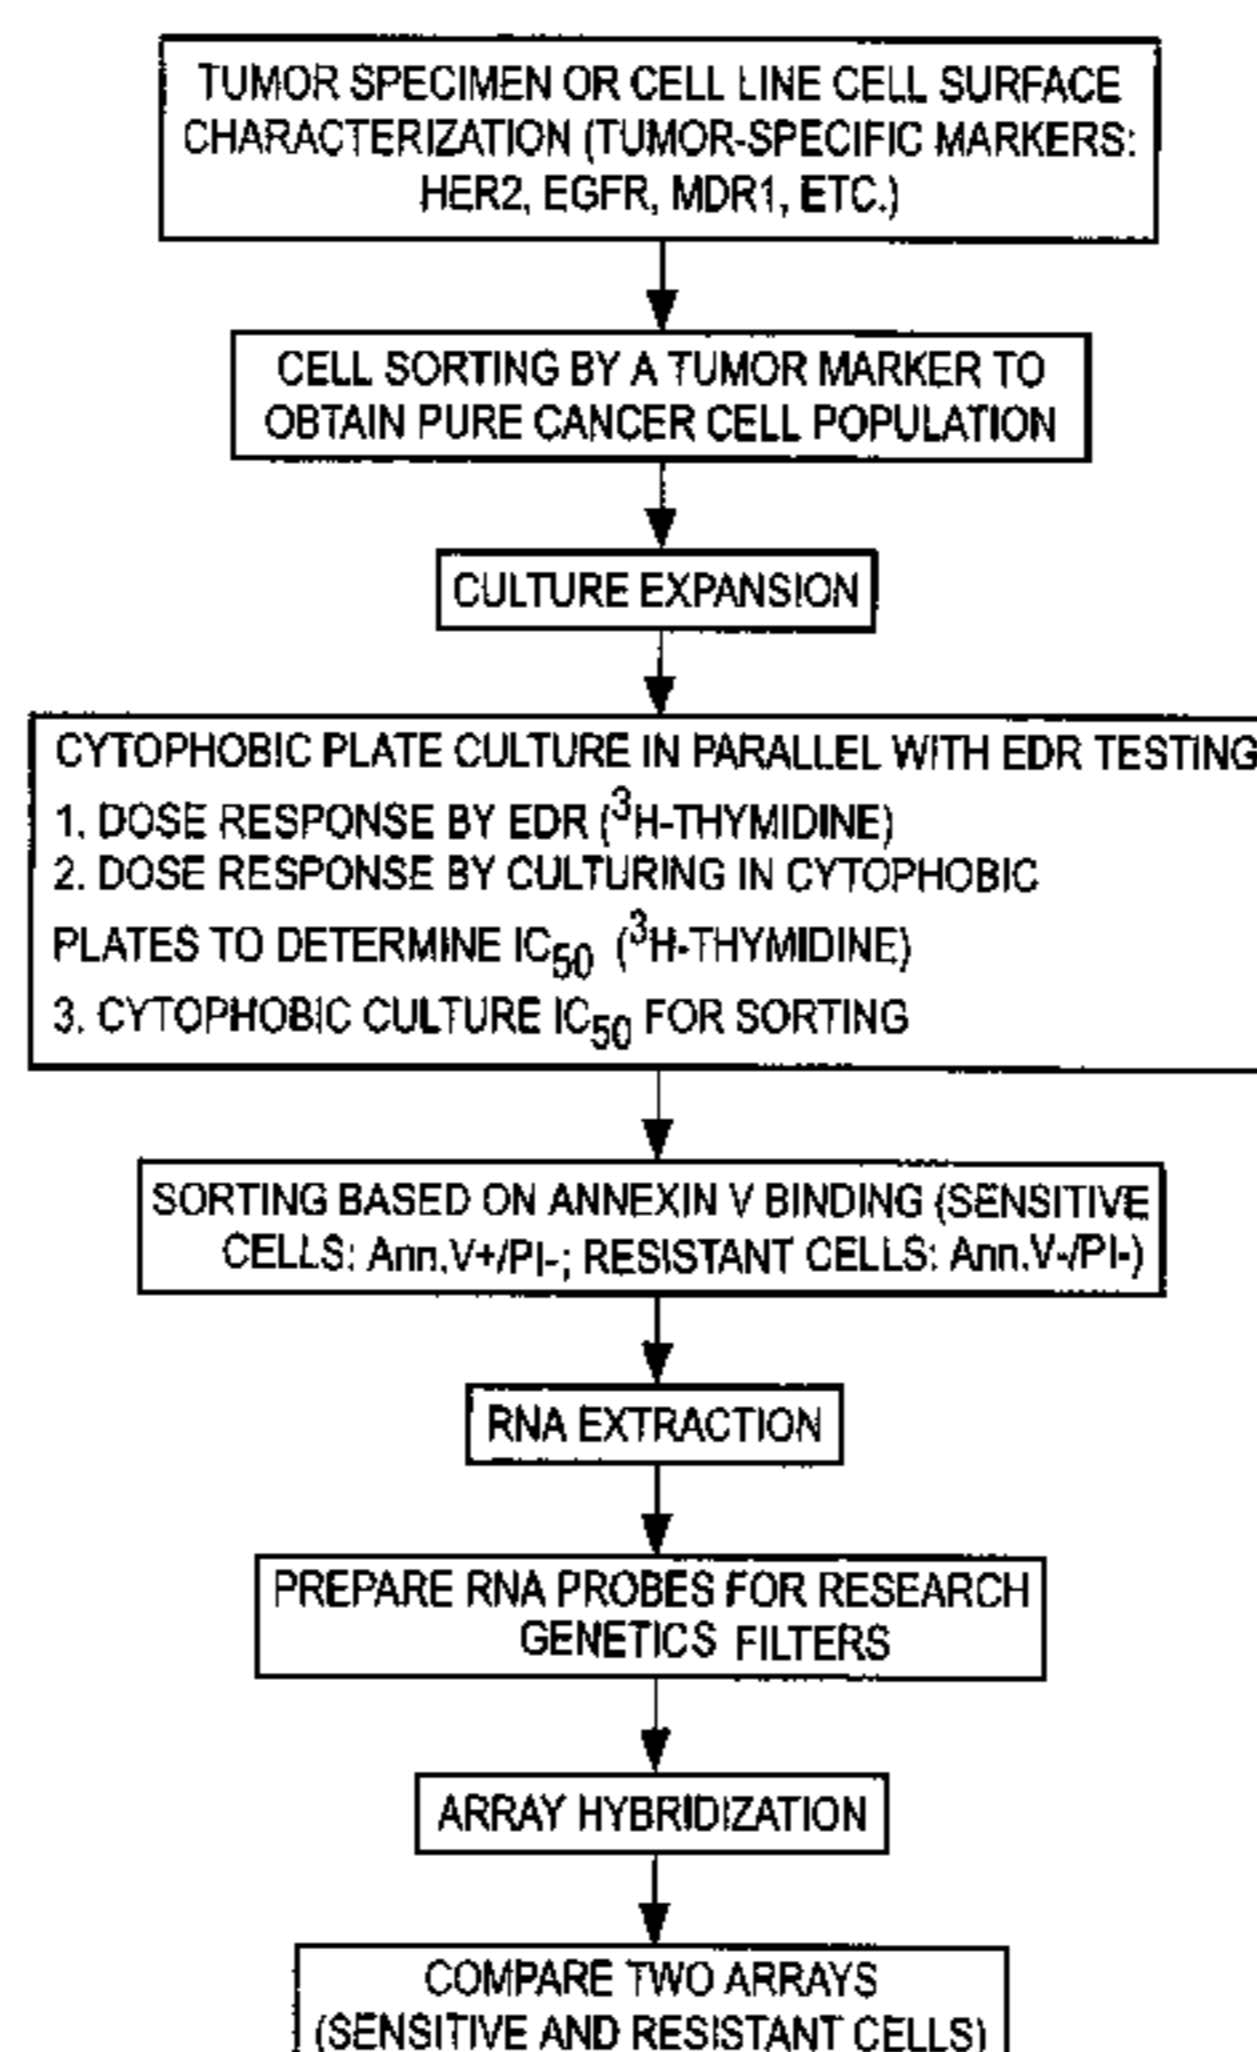 TUMOR SPECIMEN OR CELL LINE CELL SURFACE
CHARACTERIZATION (TUMOR-SPECIFIC MARKERS:
HER2, EGFR, MDR1, ETC.)
CELL SORTING BY A TUMOR MARKER TO
OBTAIN PURE CANCER CELL POPULATION
CULTURE EXPANSION
CYTOPHOBIC PLATE CULTURE IN PARALLEL WITH EDR TESTING
1. DOSE RESPONSE BY EDR (³H-THYMIDINE)
2. DOSE RESPONSE BY CULTURING IN CYTOPHOBIC
PLATES TO DETERMINE IC₅₀ (³H-THYMIDINE)
3. CYTOPHOBIC CULTURE IC₅₀ FOR SORTING
SORTING BASED ON ANNEXIN V BINDING (SENSITIVE
CELLS: Ann.V+/PI-; RESISTANT CELLS: Ann.V-/PI-)
RNA EXTRACTION
PREPARE RNA PROBES FOR RESEARCH
GENETICS FILTERS
ARRAY HYBRIDIZATION
COMPARE TWO ARRAYS
(SENSITIVE AND RESISTANT CELLS)